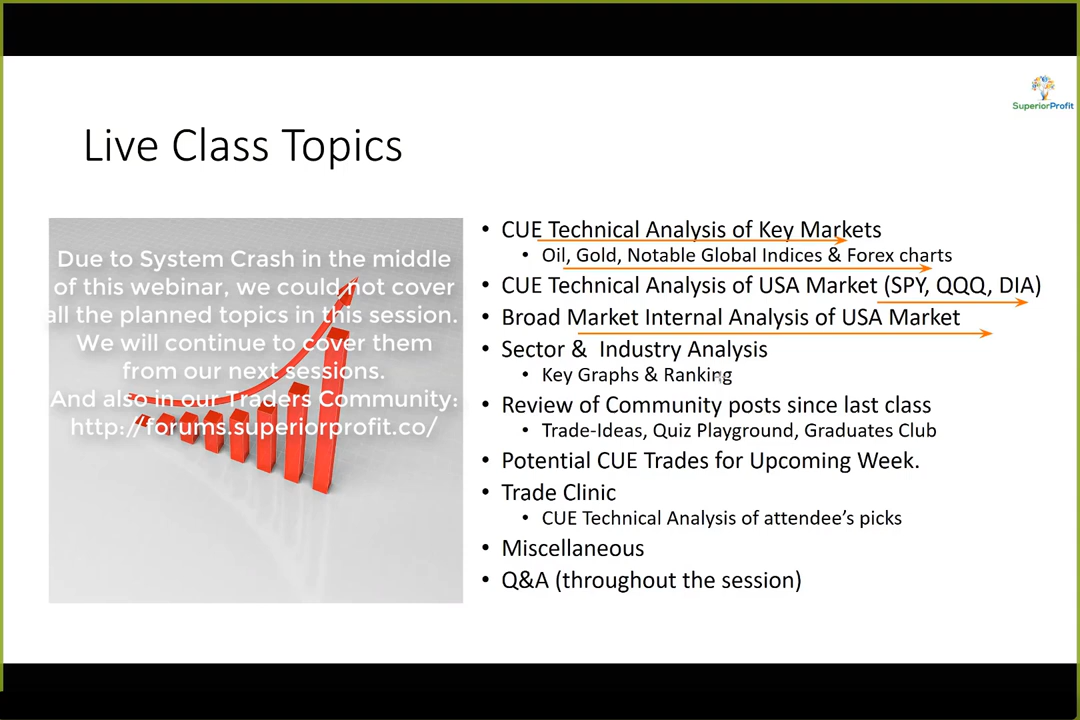 SuperiorProfit
Live Class Topics
Due to System Crash in the middle
of this webinar, we could not cover
all the planned topics in this session.
We will continue to cover them
from our next sessions.
And also in our Traders Community:
http://forums.superiorprofit.co/
• CUE Technical Analysis of Key Markets
• Oil, Gold, Notable Global Indices & Forex charts
• CUE Technical Analysis of USA Market (SPY, QQQ, DIA)
• Broad Market Internal Analysis of USA Market
• Sector & Industry Analysis
• Key Graphs & Ranking
• Review of Community posts since last class
• Trade-Ideas, Quiz Playground, Graduates Club
• Potential CUE Trades for Upcoming Week.
• Trade Clinic
• CUE Technical Analysis of attendee’s picks
• Miscellaneous
• Q&A (throughout the session)